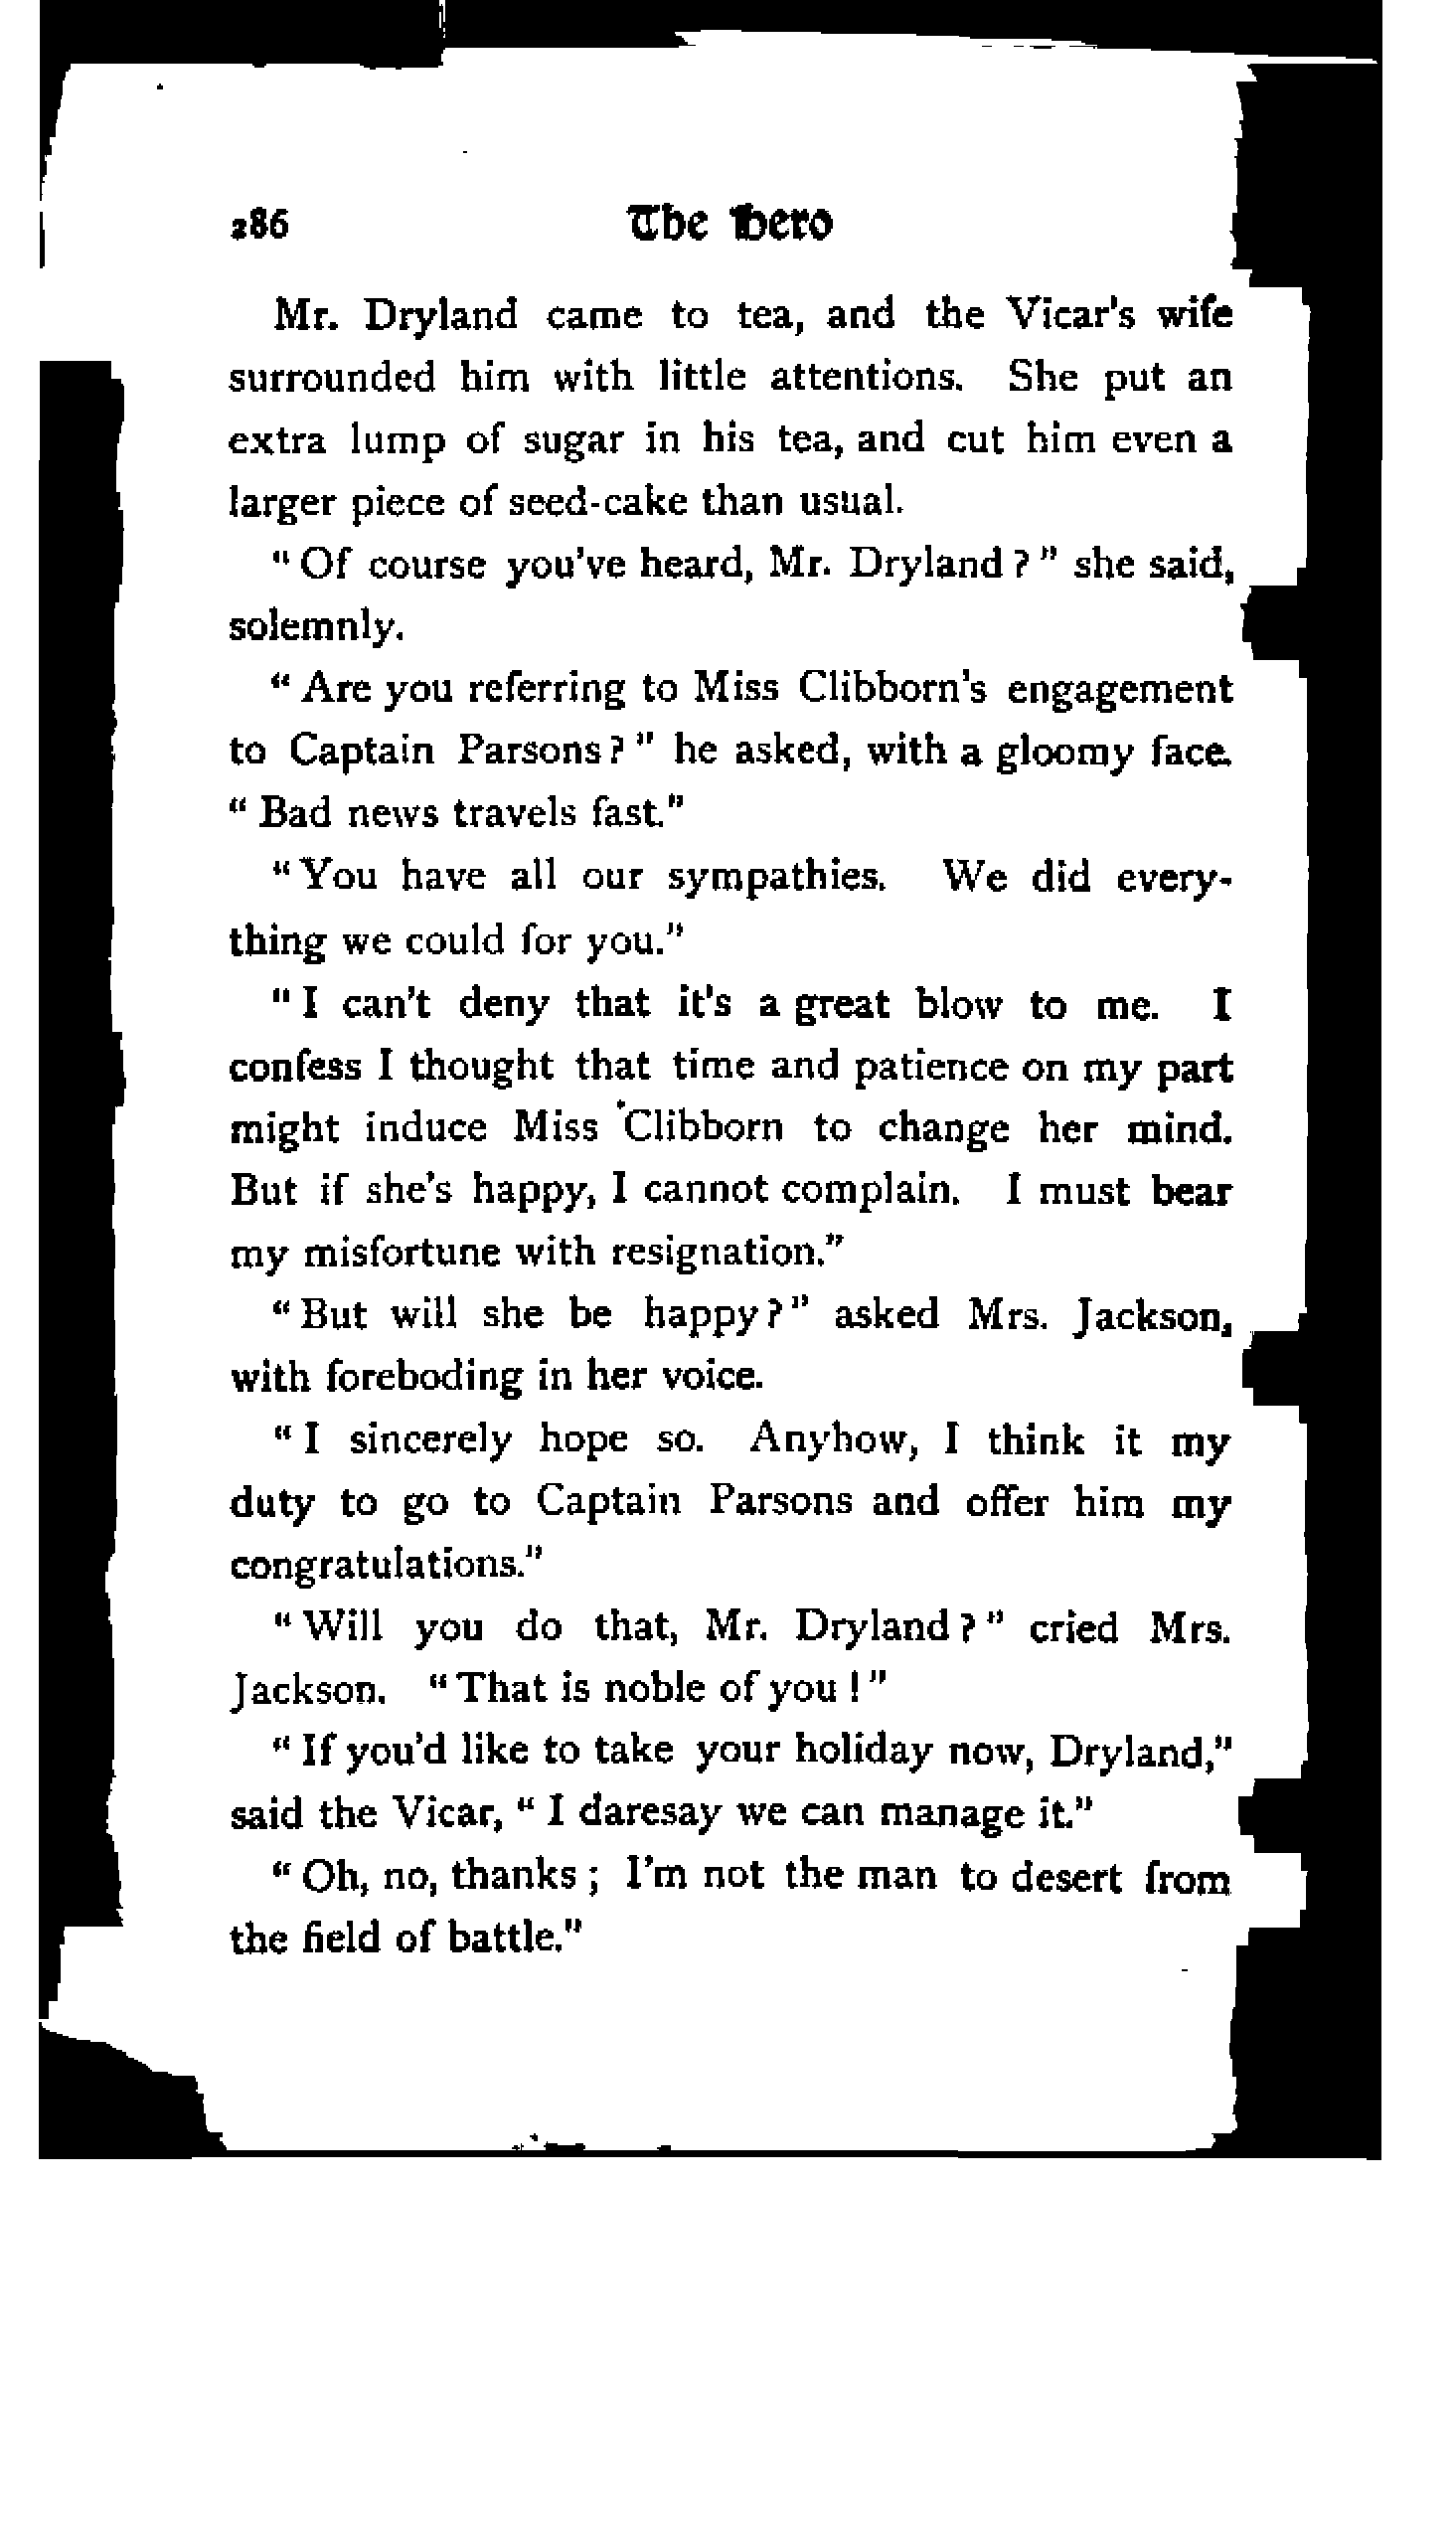 286 The Hero
Mr. Dryland came to tea, and the Vicar's wife
surrounded him with little attentions. She put an
extra lump of sugar in his tea, and cut him even a
larger piece of seed-cake than usual.
"Of course you've heard, Mr. Dryland?" she said,
solemnly.
"Are you referring to Miss Clibborn's engagement
to Captain Parsons?" he asked, with a gloomy face.
"Bad news travels fast."
"You have all our sympathies. We did every-
thing we could for you."
"I can't deny that it's a great blow to me. I
confess I thought that time and patience on my part
might induce Miss Clibborn to change her mind.
But if she's happy, I cannot complain. I must bear
my misfortune with resignation."
"But will she be happy?" asked Mrs. Jackson,
with foreboding in her voice.
"I sincerely hope so. Anyhow, I think it my
duty to go to Captain Parsons and offer him my
congratulations."
"Will you do that, Mr. Dryland?" cried Mrs.
Jackson. "That is noble of you!"
"If you'd like to take your holiday now, Dryland,"
said the Vicar, "I daresay we can manage it."
"Oh, no, thanks; I'm not the man to desert from
the field of battle."